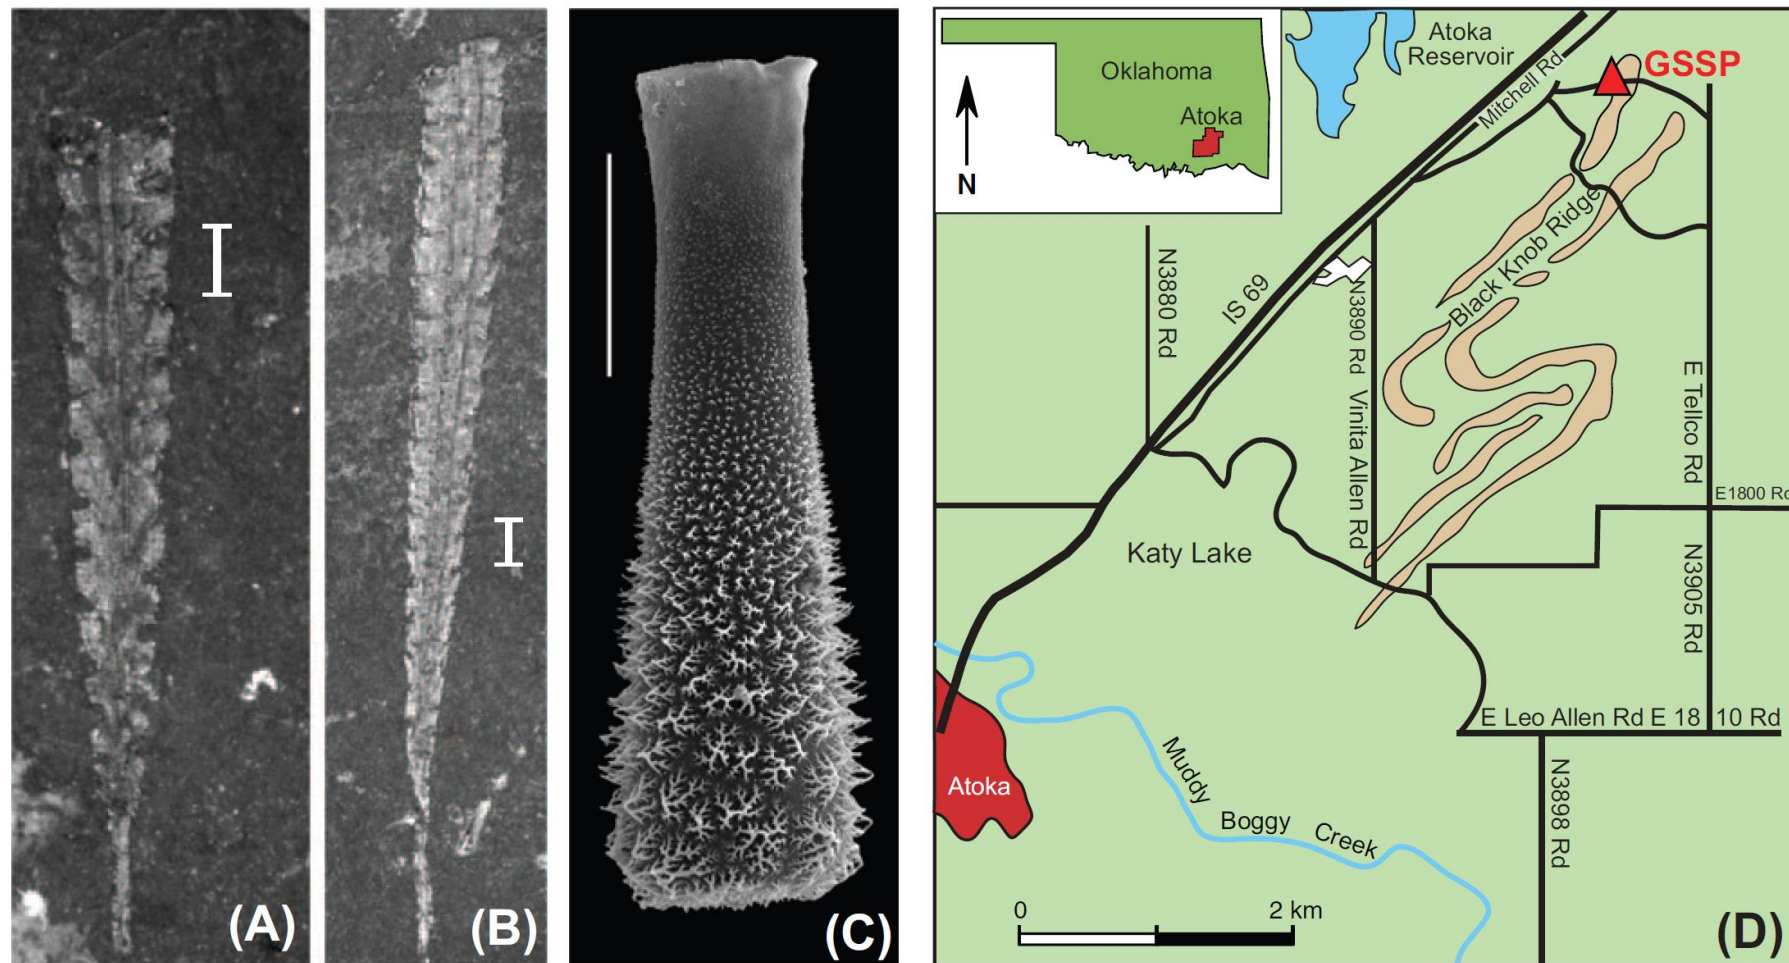 (A)
(B)
(C)
Oklahoma
Atoka
N
Atoka
Reservoir
Mitchell Rd
GSSP
Black Knob Ridge
IS 69
N3880 Rd
N3890 Rd Vinita Allen Rd
E Tellco Rd
E1800 Rd
Katy Lake
N3905 Rd
E Leo Allen Rd E 18 10 Rd
N3898 Rd
Atoka
Muddy
Boggy
Creek
0 2 km
(D)